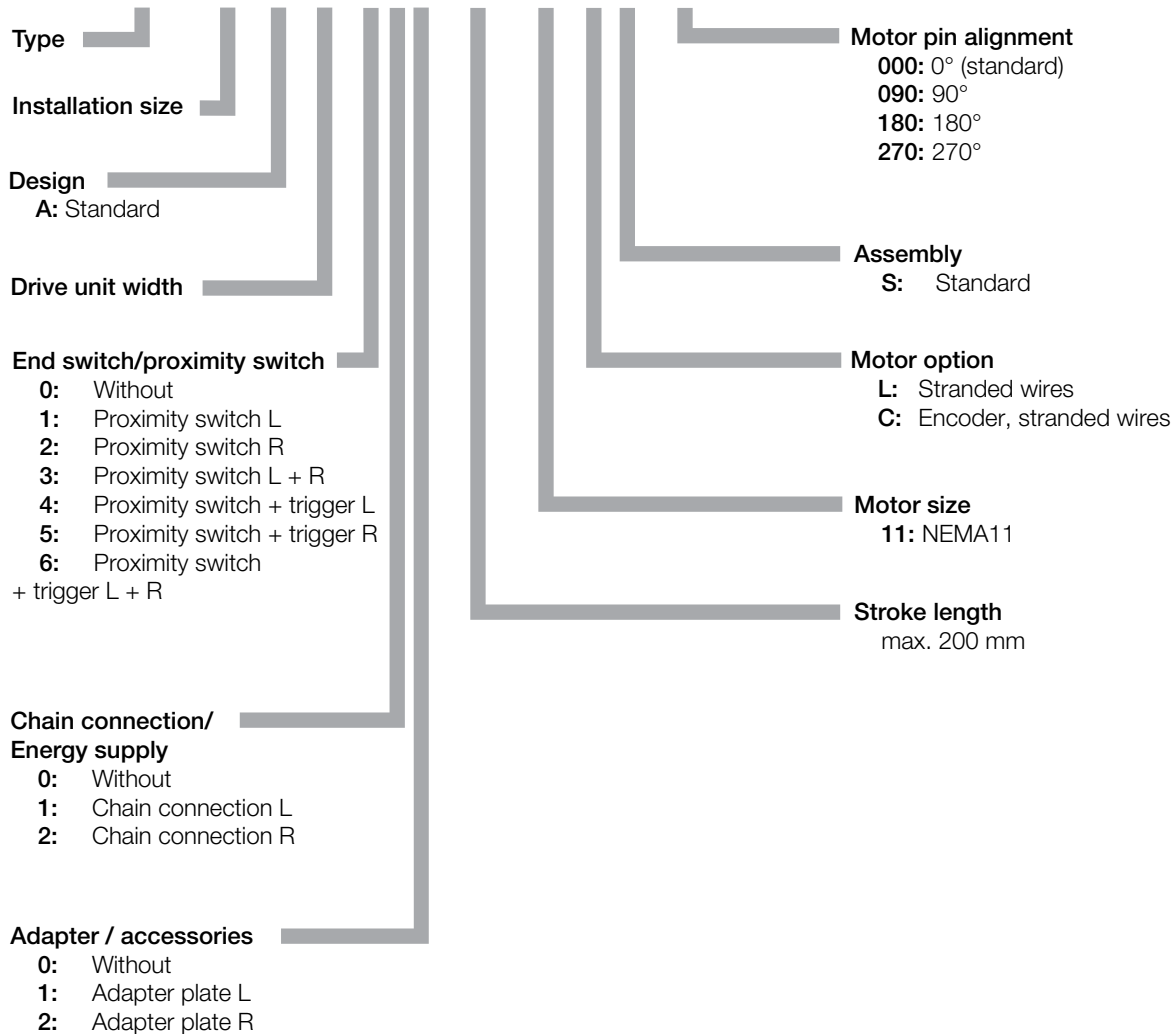 Type
Installation size
Design
A: Standard
Drive unit width
End switch/proximity switch
0: Without
1: Proximity switch L
2: Proximity switch R
3: Proximity switch L + R
4: Proximity switch + trigger L
5: Proximity switch + trigger R
6: Proximity switch
+ trigger L + R
Chain connection/
Energy supply
0: Without
1: Chain connection L
2: Chain connection R
Adapter / accessories
0: Without
1: Adapter plate L
2: Adapter plate R
Motor pin alignment
000: 0° (standard)
090: 90°
180: 180°
270: 270°
Assembly
S: Standard
Motor option
L: Stranded wires
C: Encoder, stranded wires
Motor size
11: NEMA11
Stroke length
max. 200 mm